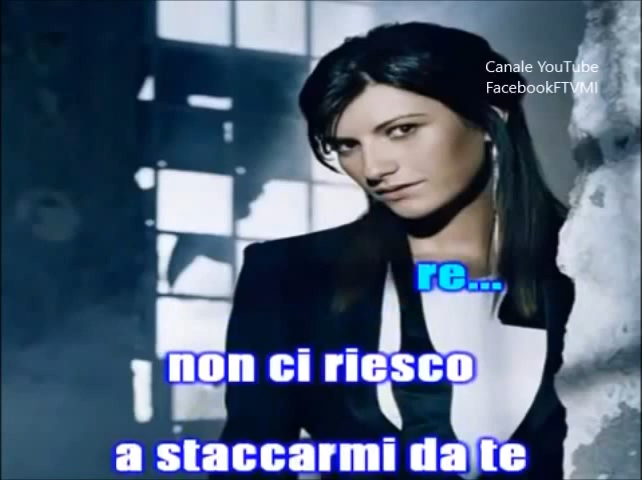 Canale YouTube
FacebookFTVMI
re...
non ci riesco
a staccarmi da te